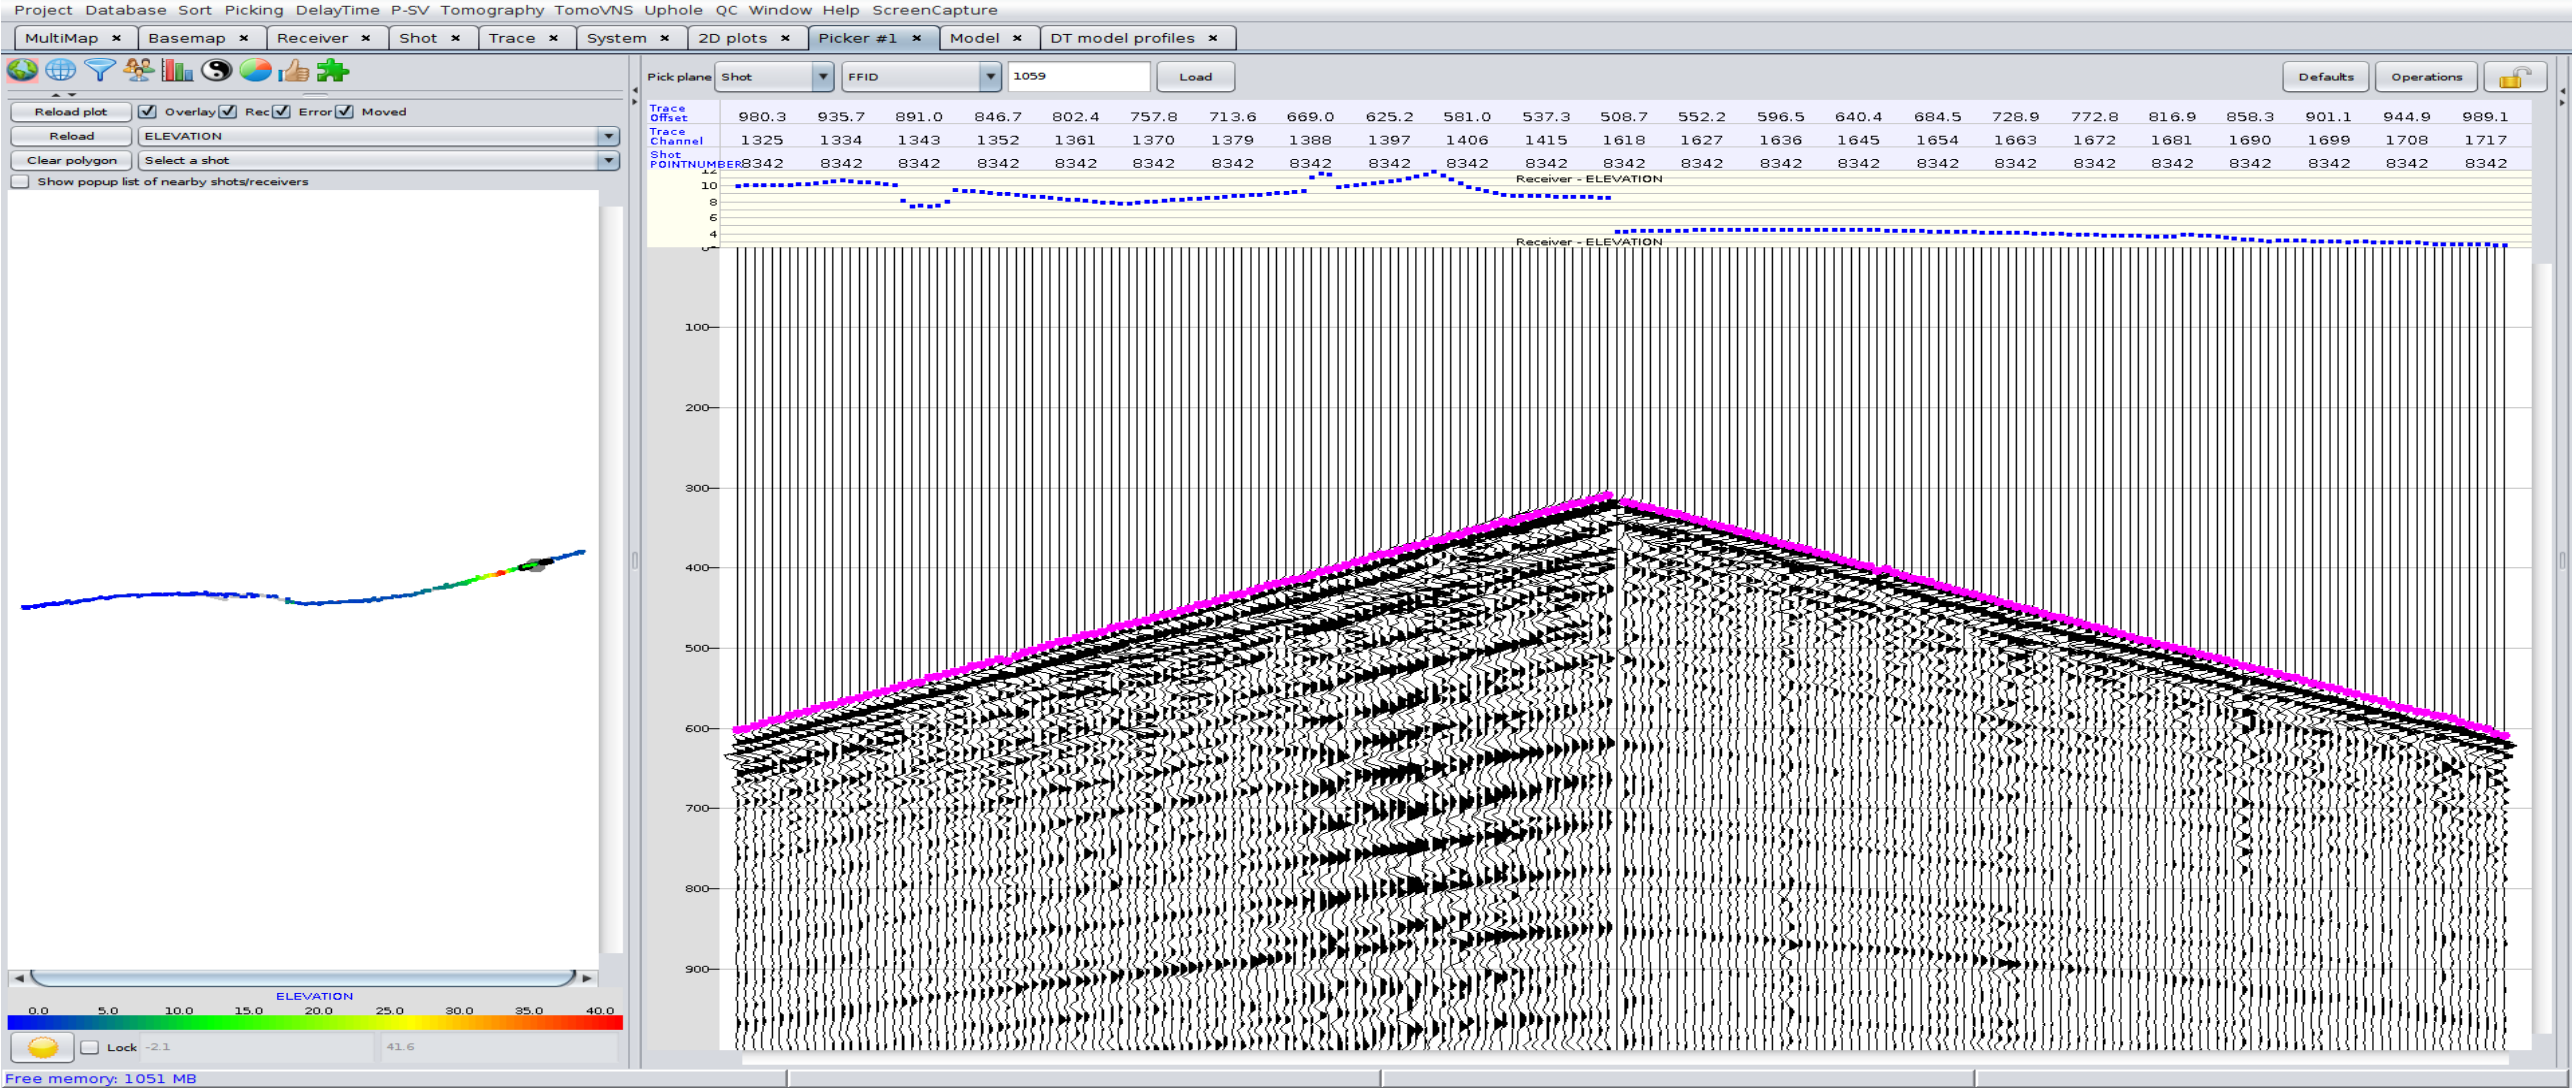 Project Database Sort Picking DelayTime P-SV Tomography TomoVNS Uphole QC Window Help ScreenCapture
MultiMap × Basemap × Receiver × Shot × Trace × System × 2D plots × Picker #1 × Model × DT model profiles ×
Pick plane Shot FFID 1059 Load Defaults Operations
Reload plot Overlay Rec Error Moved
Reload ELEVATION
Clear polygon Select a shot
Show popup list of nearby shots/receivers
Trace Offset 980.3 935.7 891.0 846.7 802.4 757.8 713.6 669.0 625.2 581.0 537.3 508.7 552.2 596.5 640.4 684.5 728.9 772.8 816.9 858.3 901.1 944.9 989.1
Trace Channel 1325 1334 1343 1352 1361 1370 1379 1388 1397 1406 1415 1618 1627 1636 1645 1654 1663 1672 1681 1690 1699 1708 1717
Shot POINTNUMBER 8342 8342 8342 8342 8342 8342 8342 8342 8342 8342 8342 8342 8342 8342 8342 8342 8342 8342 8342 8342 8342 8342 8342
12
Receiver - ELEVATION
10
8
6
4
Receiver - ELEVATION
100
200
300
400
500
600
700
800
900
ELEVATION
0.0 5.0 10.0 15.0 20.0 25.0 30.0 35.0 40.0
Lock -2.1 41.6
Free memory: 1051 MB